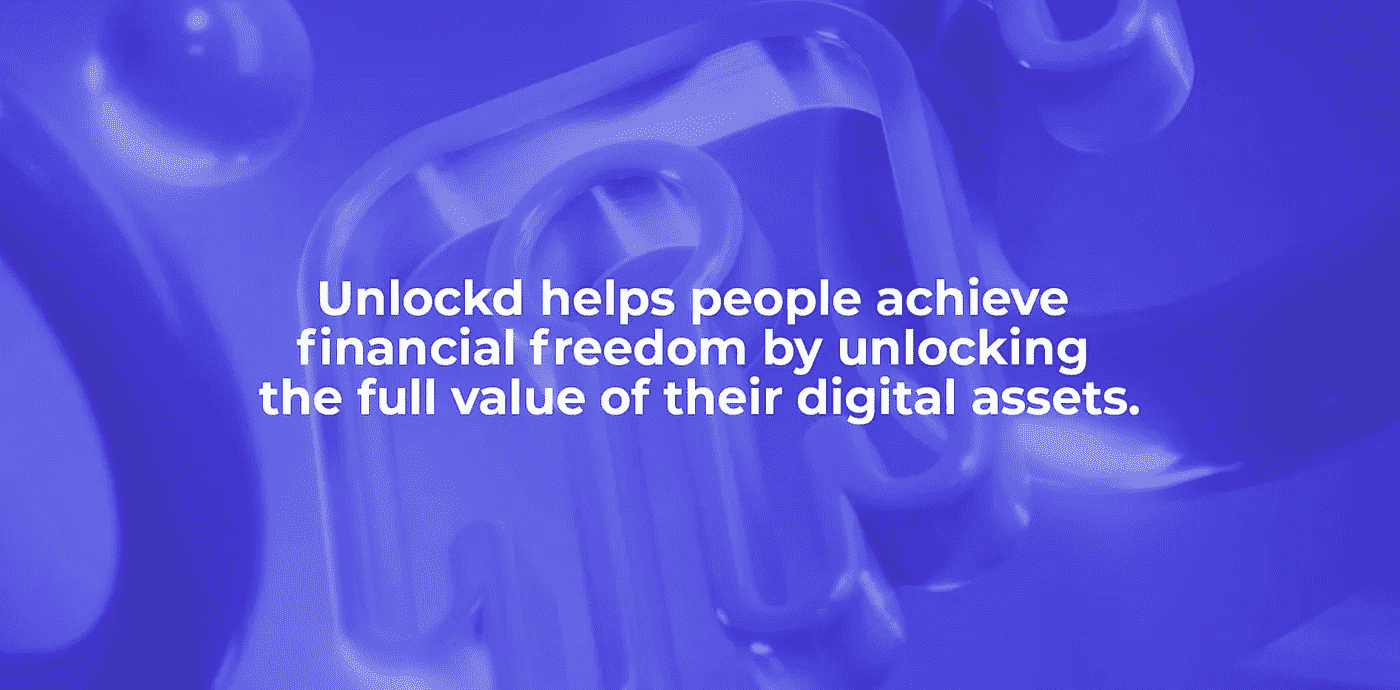 Unlockd helps people achieve
financial freedom by unlocking
the full value of their digital assets.